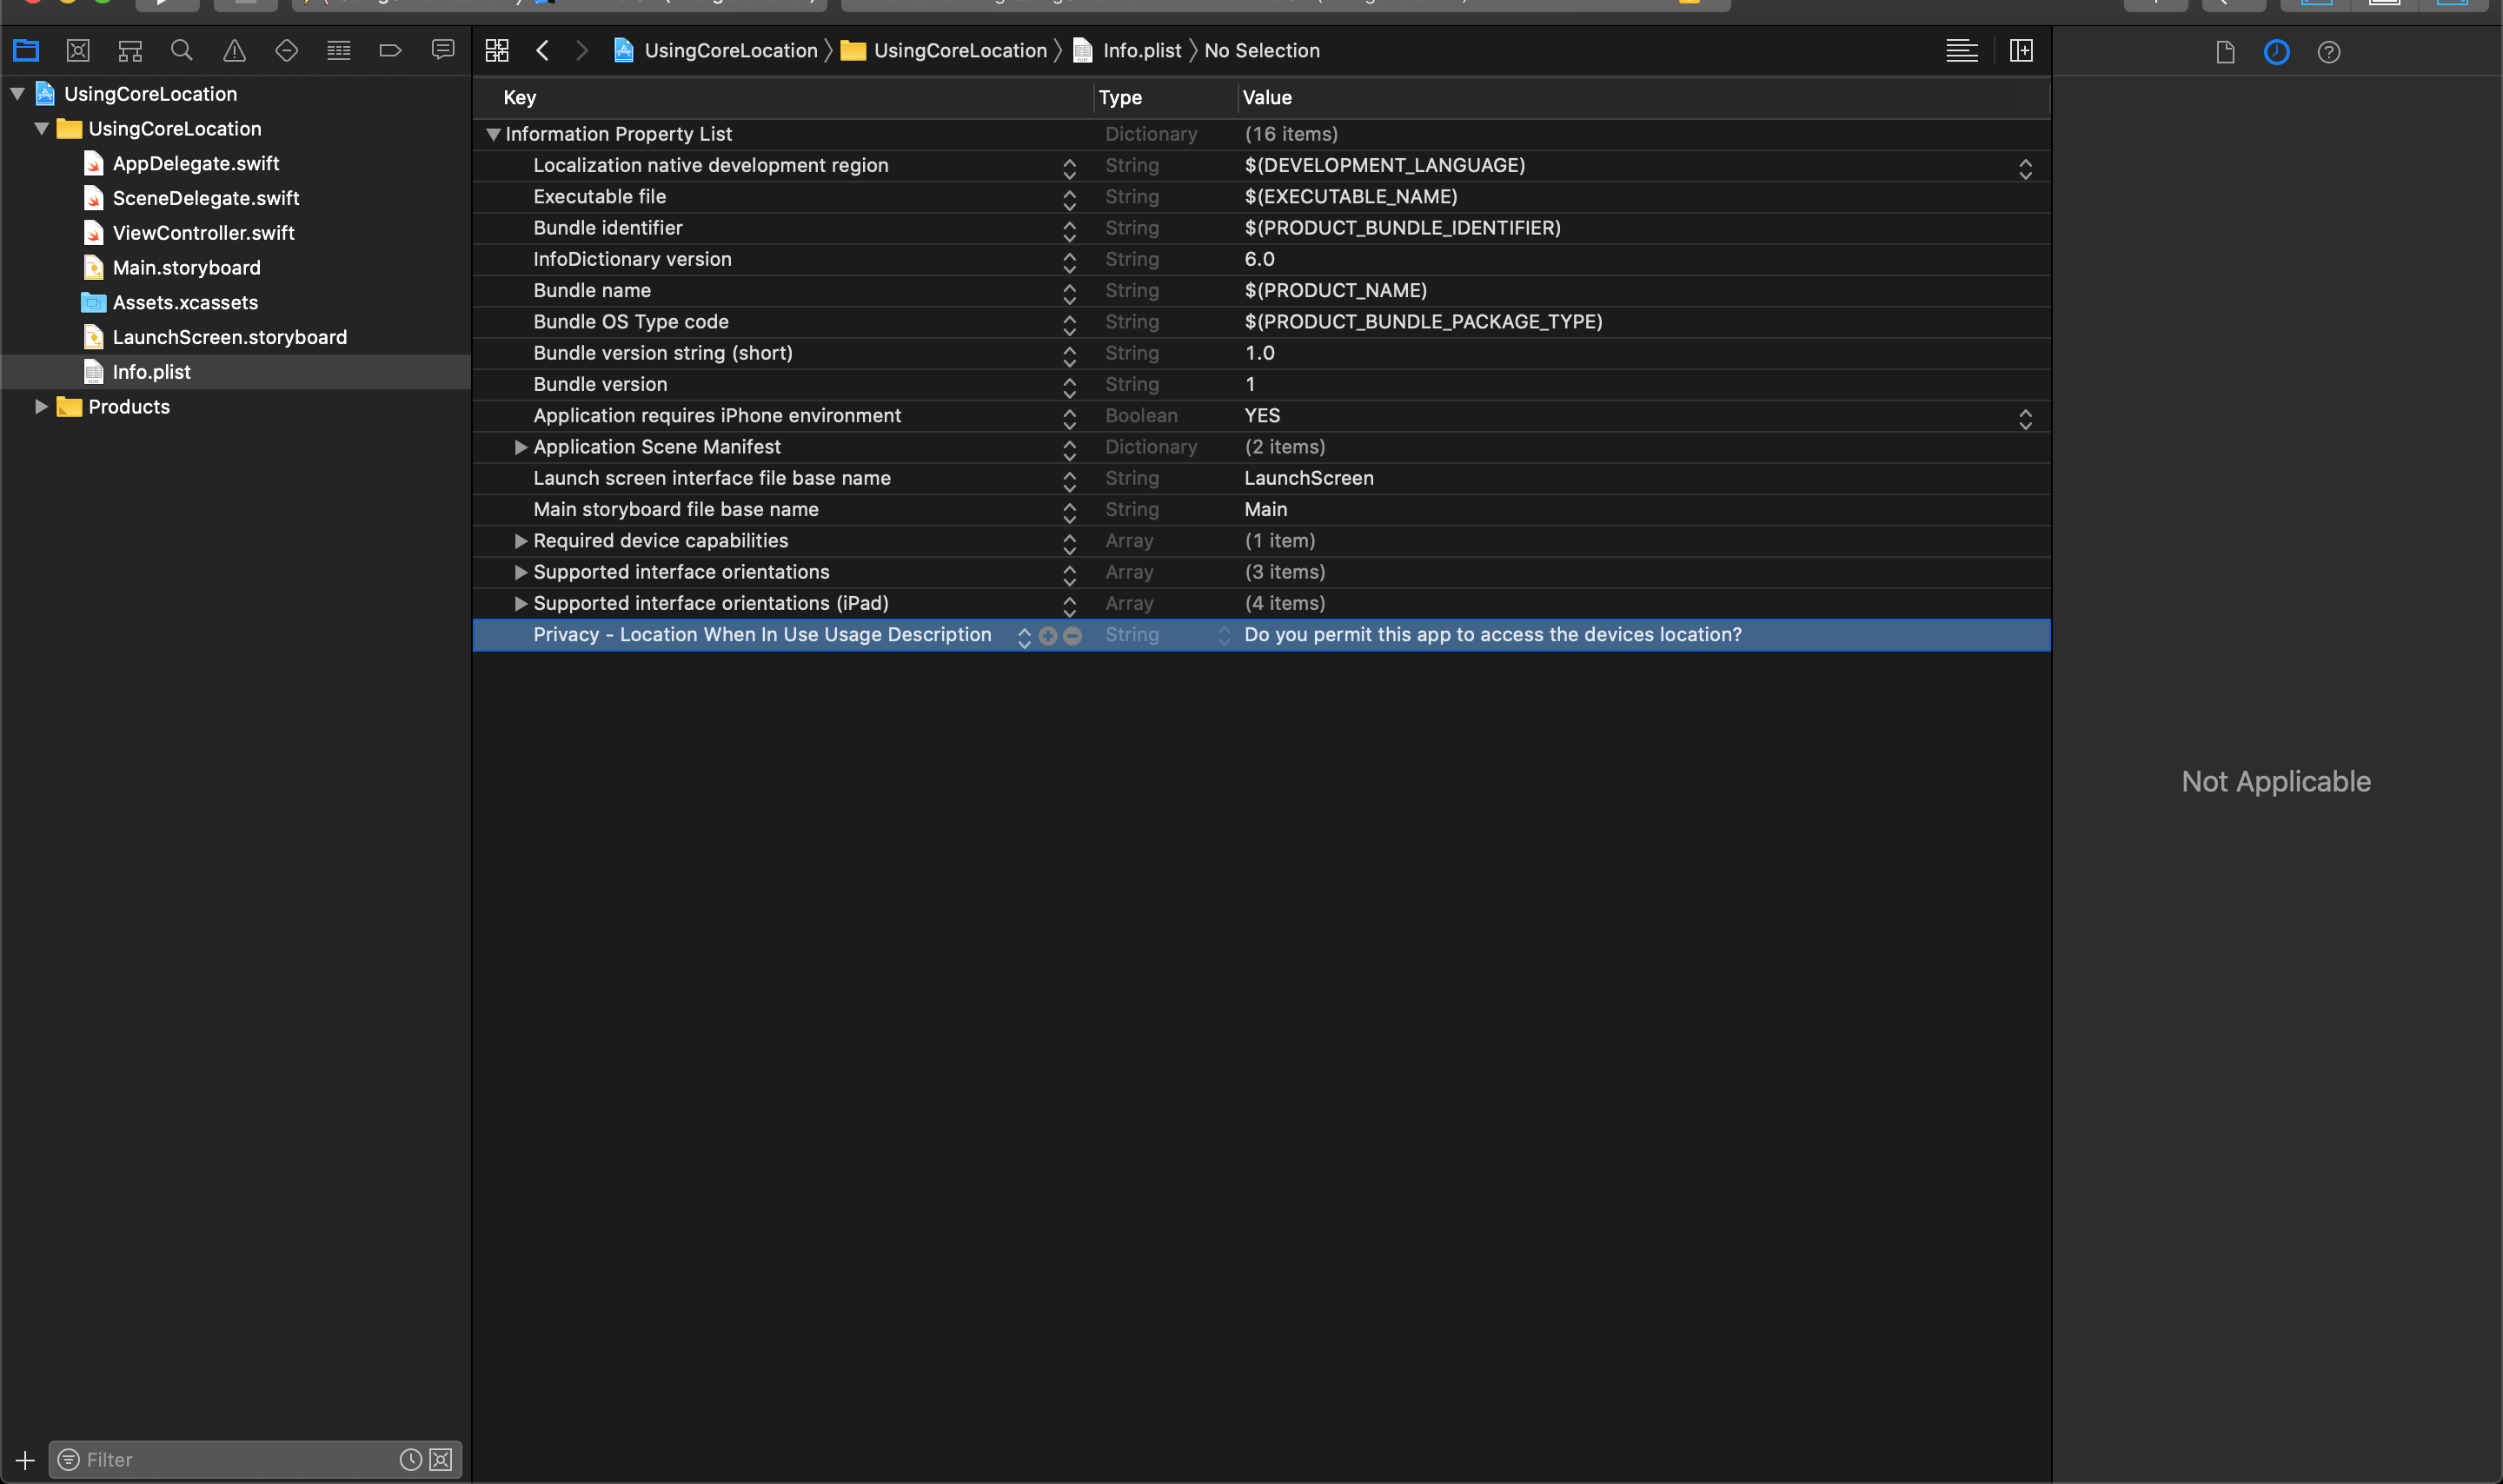 UsingCoreLocation UsingCoreLocation Info.plist No Selection
UsingCoreLocation
UsingCoreLocation
AppDelegate.swift
SceneDelegate.swift
ViewController.swift
Main.storyboard
Assets.xcassets
LaunchScreen.storyboard
Info.plist
Products
Key Type Value
Information Property List Dictionary (16 items)
Localization native development region String $(DEVELOPMENT_LANGUAGE)
Executable file String $(EXECUTABLE_NAME)
Bundle identifier String $(PRODUCT_BUNDLE_IDENTIFIER)
InfoDictionary version String 6.0
Bundle name String $(PRODUCT_NAME)
Bundle OS Type code String $(PRODUCT_BUNDLE_PACKAGE_TYPE)
Bundle version string (short) String 1.0
Bundle version String 1
Application requires iPhone environment Boolean YES
Application Scene Manifest Dictionary (2 items)
Launch screen interface file base name String LaunchScreen
Main storyboard file base name String Main
Required device capabilities Array (1 item)
Supported interface orientations Array (3 items)
Supported interface orientations (iPad) Array (4 items)
Privacy - Location When In Use Usage Description String Do you permit this app to access the devices location?
Not Applicable
Filter